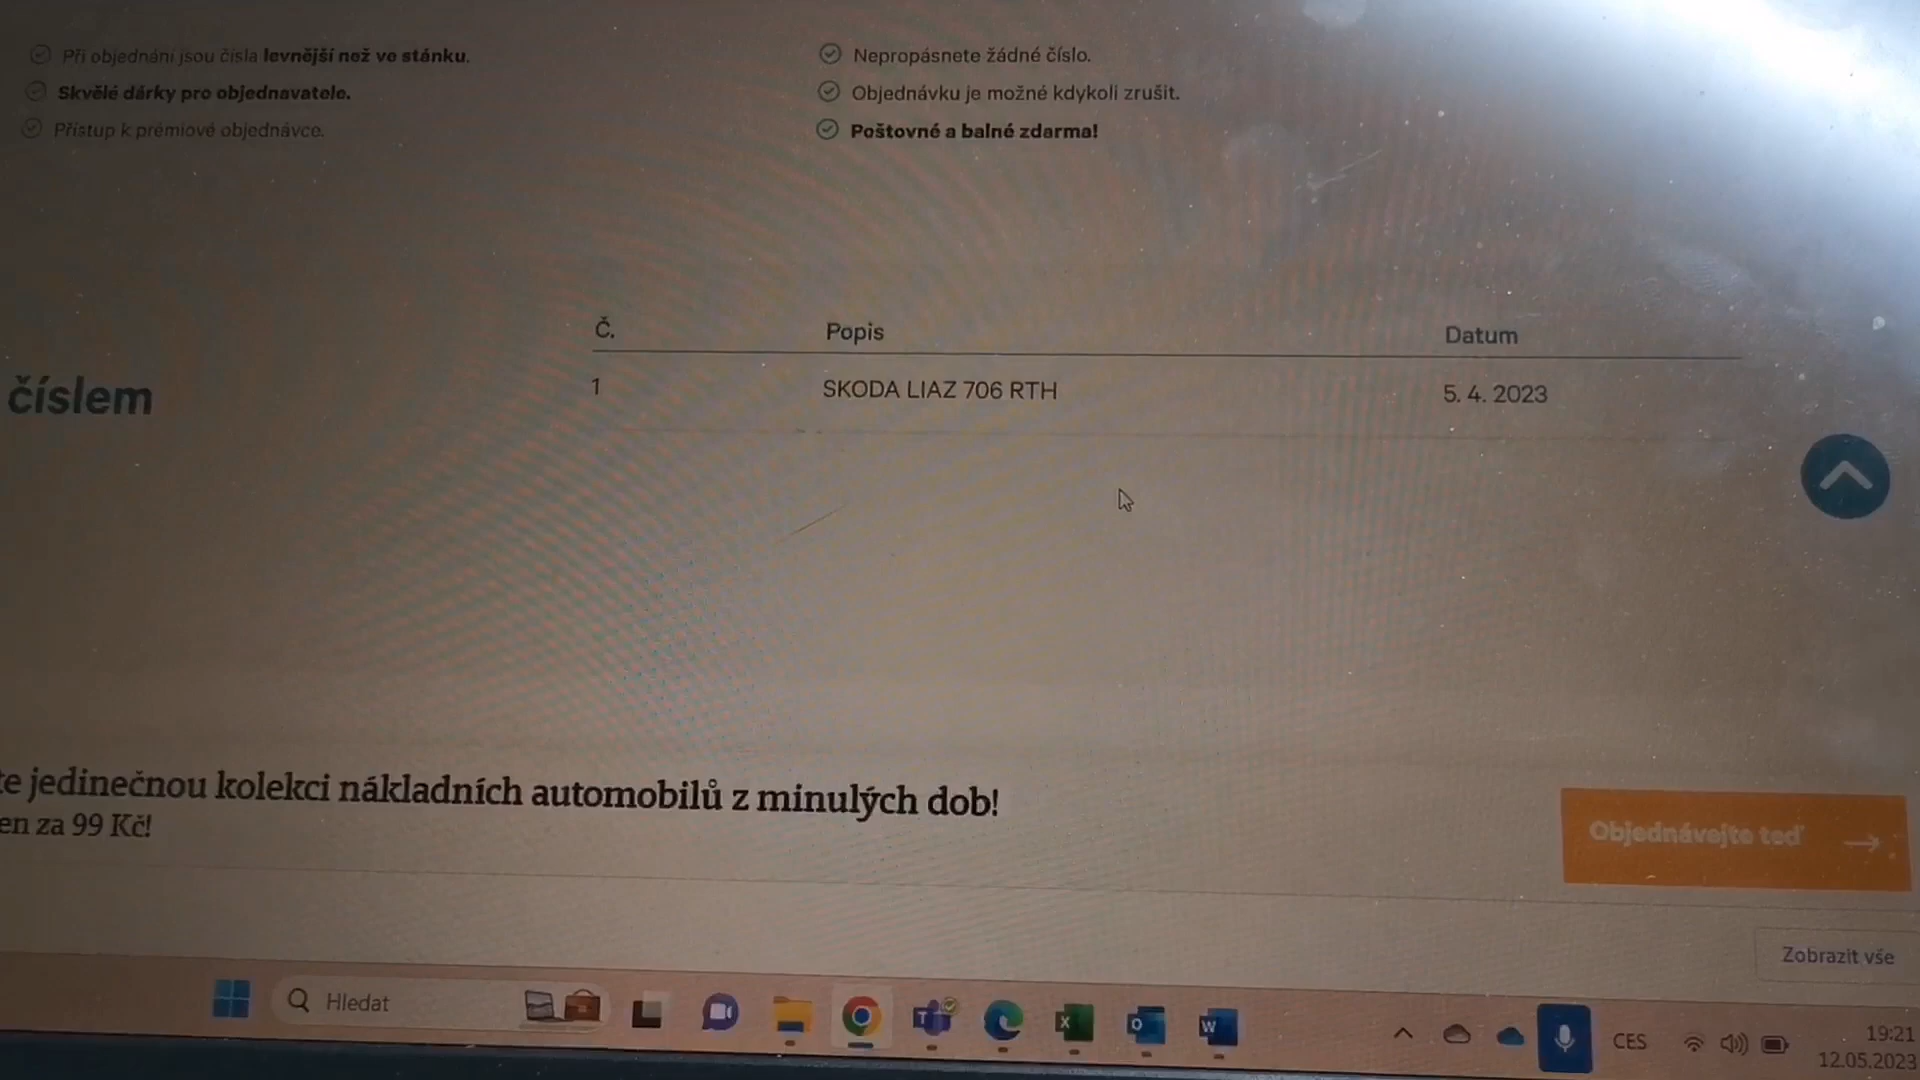 Při objednání jsou čísla levnější než ve stánku.
Skvělé dárky pro objednavatele.
Přístup k prémiové objednávce.
Nepropásnete žádné číslo.
Objednávku je možné kdykoli zrušit.
Poštovné a balné zdarma!
číslem
Č. Popis Datum
1 SKODA LIAZ 706 RTH 5. 4. 2023
te jedinečnou kolekci nákladních automobilů z minulých dob!
en za 99 Kč!
Objednávejte teď
Zobrazit vše
Hledat
CES
19:21
12.05.2023